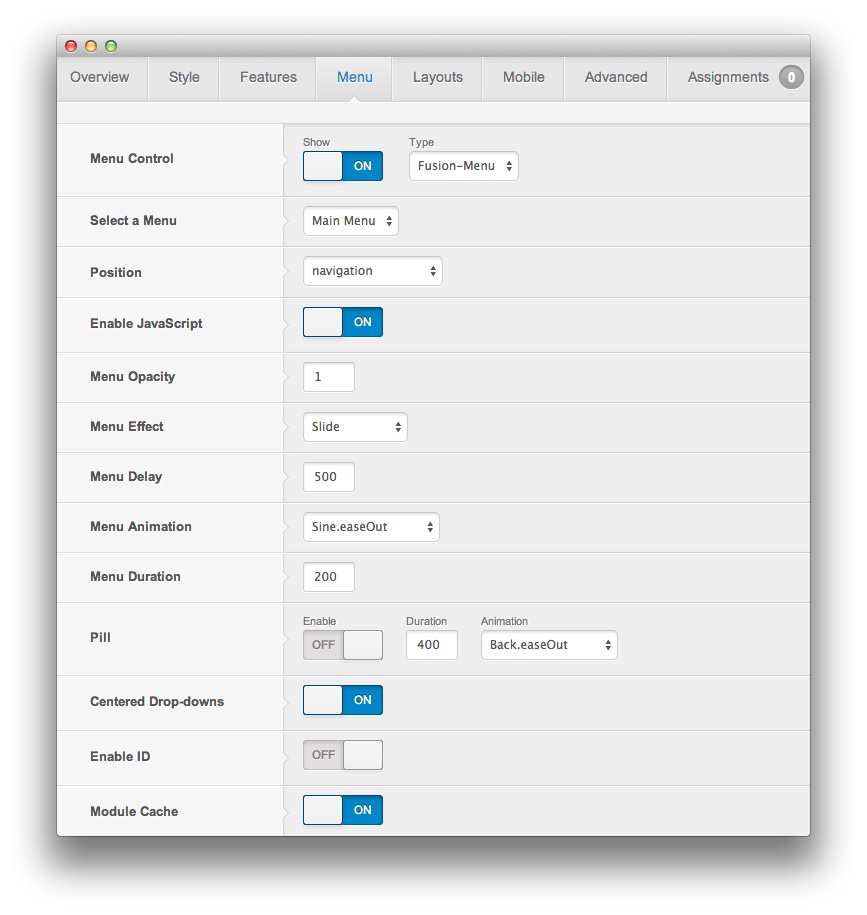 Overview Style Features Menu Layouts Mobile Advanced Assignments 0
Show Type
Menu Control ON Fusion-Menu
Select a Menu Main Menu
Position navigation
Enable JavaScript ON
Menu Opacity 1
Menu Effect Slide
Menu Delay 500
Menu Animation Sine.easeOut
Menu Duration 200
Enable Duration Animation
Pill OFF 400 Back.easeOut
Centered Drop-downs ON
Enable ID OFF
Module Cache ON